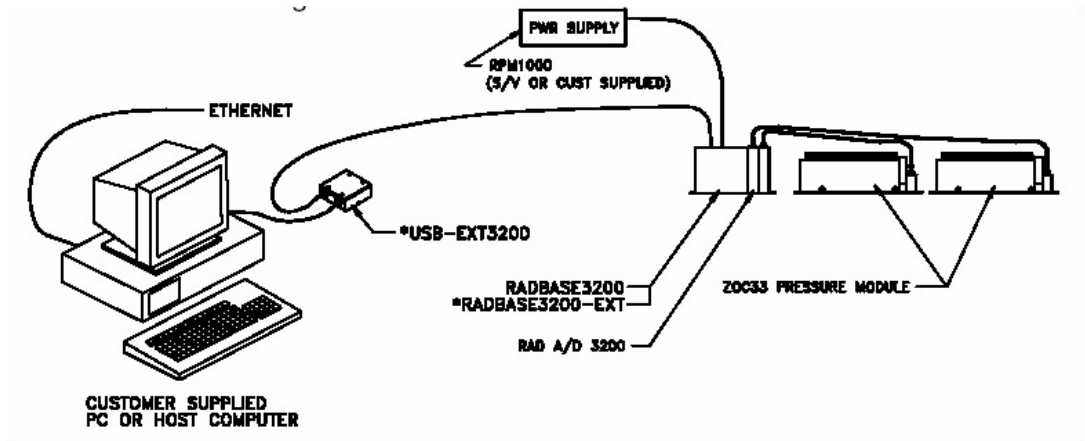 PWR SUPPLY
RPM1000
(S/V OR CUST SUPPLIED)
ETHERNET
*USB-EXT3200
RADBASE3200
*RADBASE3200-EXT
ZOC33 PRESSURE MODULE
RAD A/D 3200
CUSTOMER SUPPLIED
PC OR HOST COMPUTER